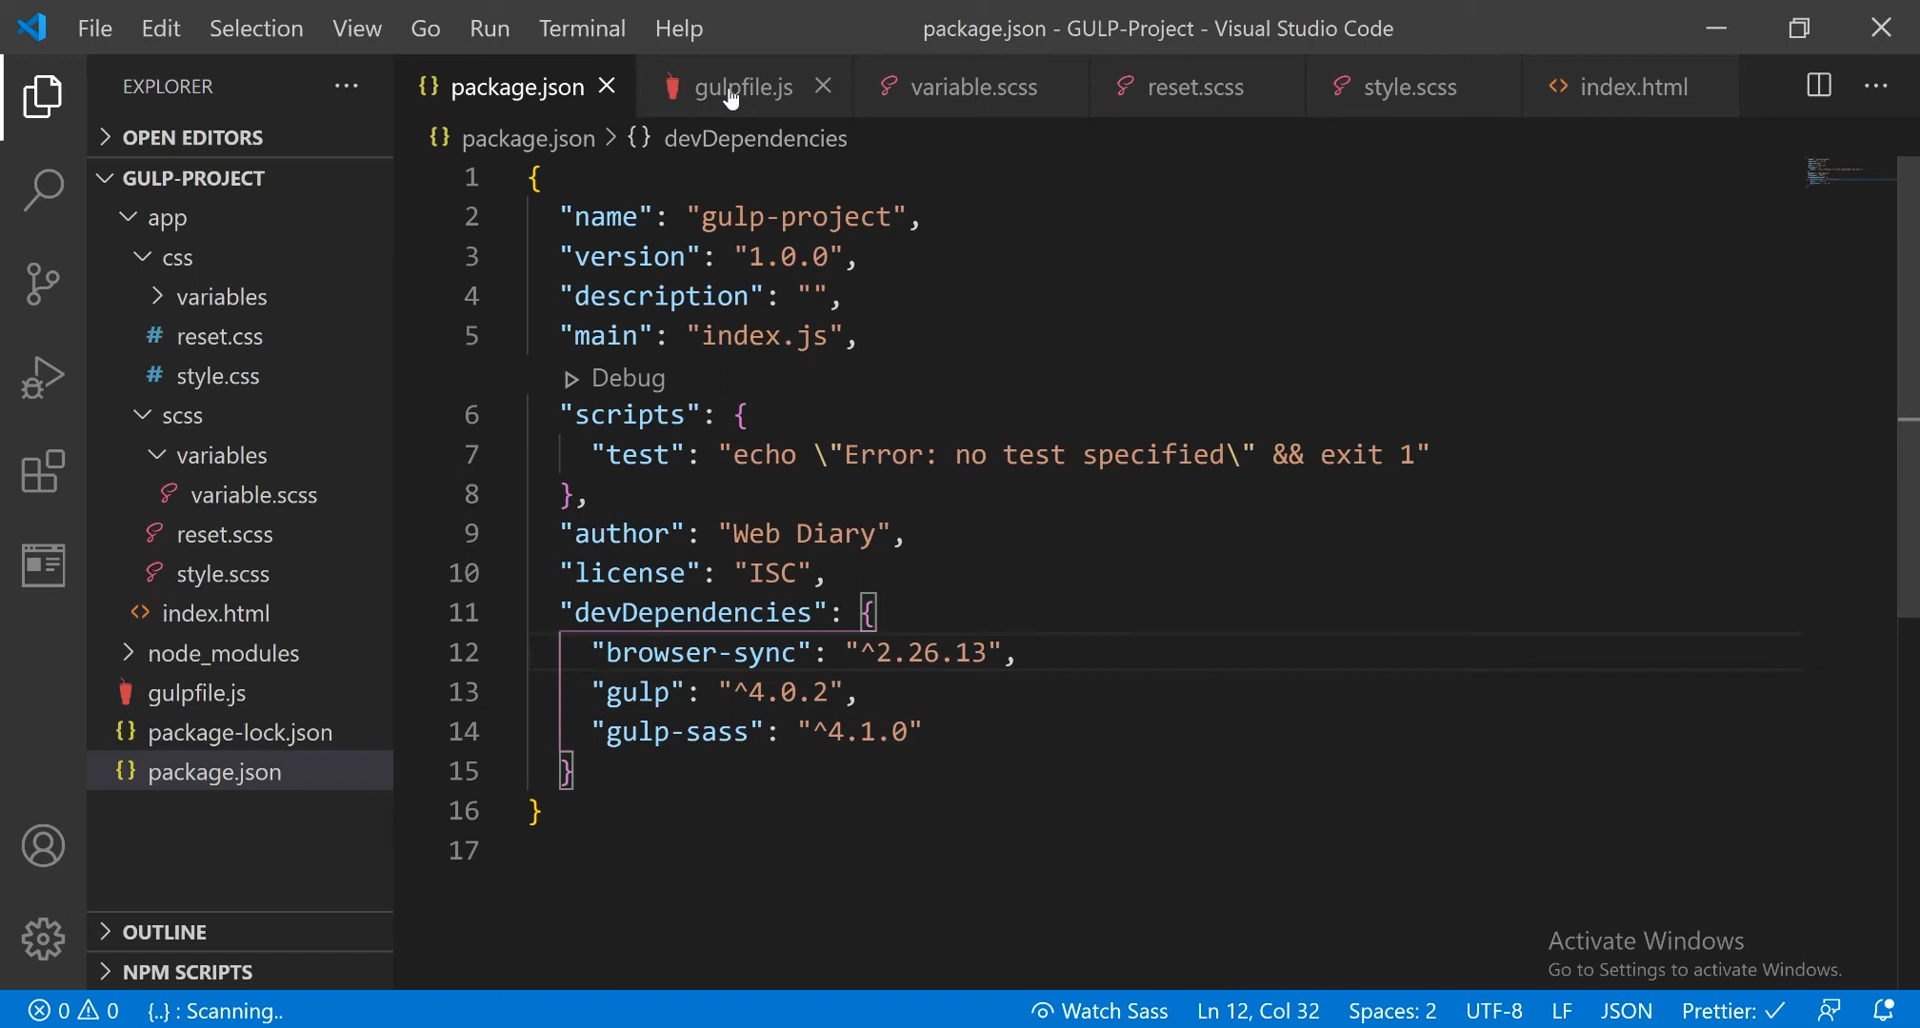 File Edit Selection View Go Run Terminal Help package.json - GULP-Project - Visual Studio Code
EXPLORER
package.json gulpfile.js variable.scss reset.scss style.scss index.html
OPEN EDITORS
GULP-PROJECT
app
css
variables
reset.css
style.css
scss
variables
variable.scss
reset.scss
style.scss
index.html
node_modules
gulpfile.js
package-lock.json
package.json
OUTLINE
NPM SCRIPTS
package.json > {} devDependencies
1 {
2 "name": "gulp-project",
3 "version": "1.0.0",
4 "description": "",
5 "main": "index.js",
Debug
6 "scripts": {
7 "test": "echo \"Error: no test specified\" && exit 1"
8 },
9 "author": "Web Diary",
10 "license": "ISC",
11 "devDependencies": {
12 "browser-sync": "^2.26.13",
13 "gulp": "^4.0.2",
14 "gulp-sass": "^4.1.0"
15 }
16 }
17
Activate Windows
Go to Settings to activate Windows.
0 0 {..} : Scanning.. Watch Sass Ln 12, Col 32 Spaces: 2 UTF-8 LF JSON Prettier: ✓